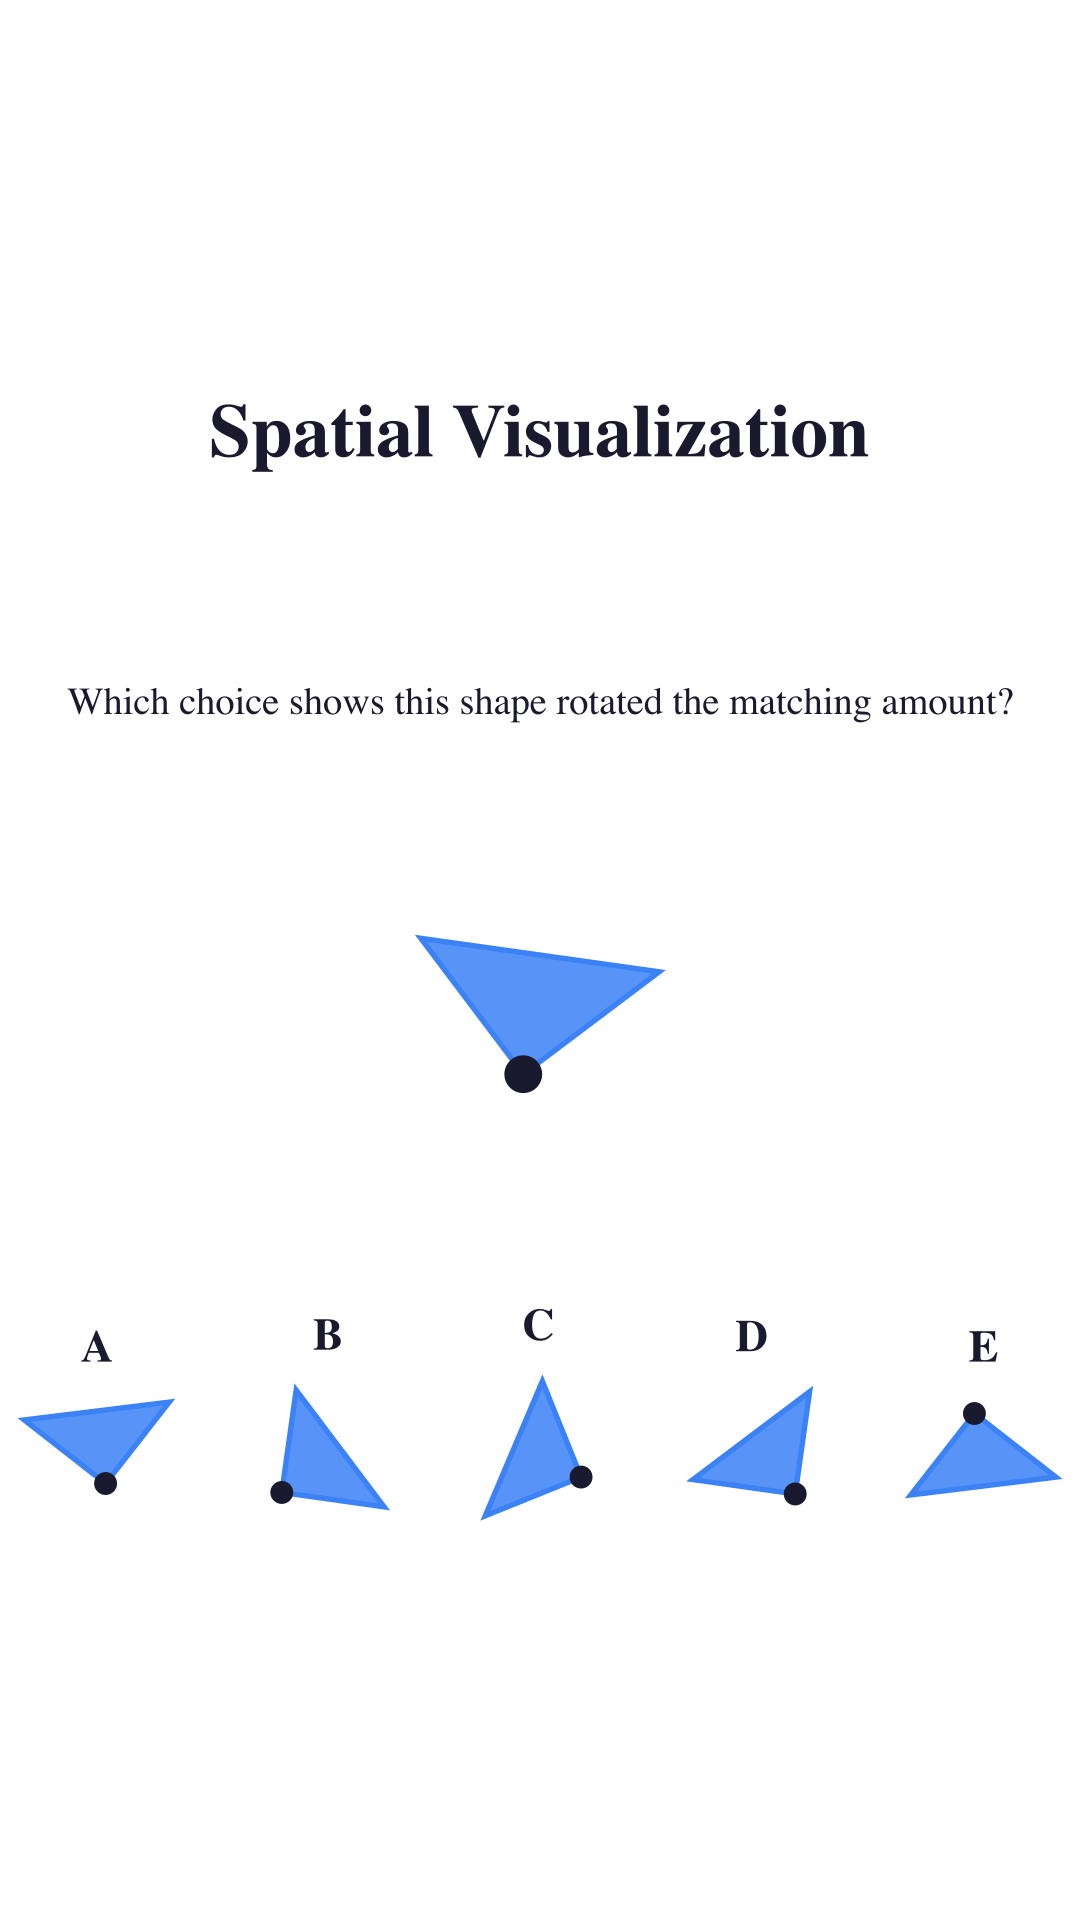 Spatial Visualization
Which choice shows this shape rotated the matching amount?
A
B
C
D
E